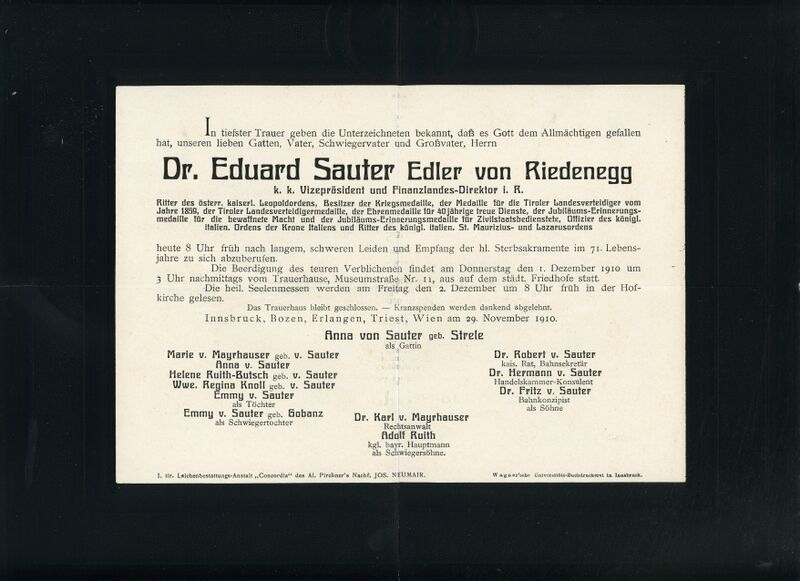 In tiefster Trauer geben die Unterzeichneten bekannt, daß es Gott dem Allmächtigen gefallen
hat, unseren lieben Gatten, Vater, Schwiegervater und Großvater, Herrn
Dr. Eduard Sauter Edler von Riedenegg
k. k. Vizepräsident und Finanzlandes-Direktor i. R.
Ritter des österr. kaiserl. Leopoldordens, Besitzer der Kriegsmedaille, der Medaille für die Tiroler Landesverteidiger vom
Jahre 1859, der Tiroler Landesverteidigermedaille, der Ehrenmedaille für 40 jährige treue Dienste, der Jubiläums-Erinnerungs-
medaille für die bewaffnete Macht und der Jubiläums-Erinnerungsmedaille für Zivilstaatsbedienstete, Offizier des königl.
italien. Ordens der Krone Italiens und Ritter des königl. italien. St. Maurizius- und Lazarusordens
heute 8 Uhr früh nach langem, schweren Leiden und Empfang der hl. Sterbsakramente im 71. Lebens-
jahre zu sich abzuberufen.
Die Beerdigung des teuren Verblichenen findet am Donnerstag den 1. Dezember 1910 um
3 Uhr nachmittags vom Trauerhause, Museumstraße Nr. 11, aus auf dem städt. Friedhofe statt.
Die heil. Seelenmessen werden am Freitag den 2. Dezember um 8 Uhr früh in der Hof-
kirche gelesen.
Das Trauerhaus bleibt geschlossen. — Kranzspenden werden dankend abgelehnt.
Innsbruck, Bozen, Erlangen, Triest, Wien am 29. November 1910.
Anna von Sauter geb. Strele
als Gattin
Marie v. Mayrhauser geb. v. Sauter
Anna v. Sauter
Helene Ruith-Butsch geb. v. Sauter
Wwe. Regina Knoll geb. v. Sauter
Emmy v. Sauter
als Töchter
Emmy v. Sauter geb. Gobanz
als Schwiegertochter
Dr. Karl v. Mayrhauser
Rechtsanwalt
Adolf Ruith
kgl. bayr. Hauptmann
als Schwiegersöhne.
Dr. Robert v. Sauter
kais. Rat, Bahnsekretär
Dr. Hermann v. Sauter
Handelskammer-Konsulent
Dr. Fritz v. Sauter
Bahnkonzipist
als Söhne
I. tir. Leichenbestattungs-Anstalt „Concordia" des Al. Pirchner's Nachf. JOS. NEUMAIR.
Wagner'sche Universitäts-Buchdruckerei in Innsbruck.